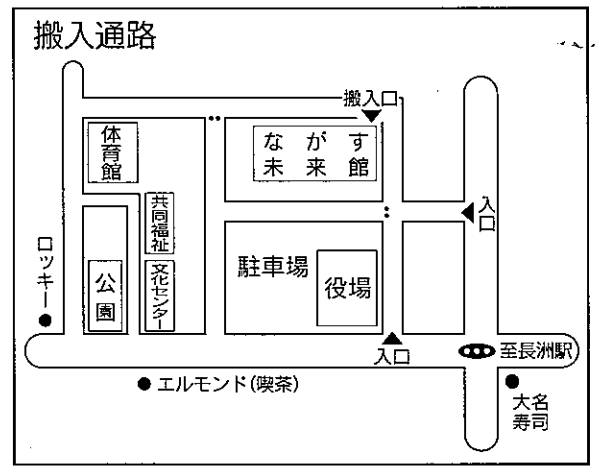 搬入通路
搬入口
体育館
ながす
未来館
共同福祉
入口
ロッキー
公園
文化センター
駐車場
役場
入口
至長洲駅
エルモンド(喫茶)
大名
寿司